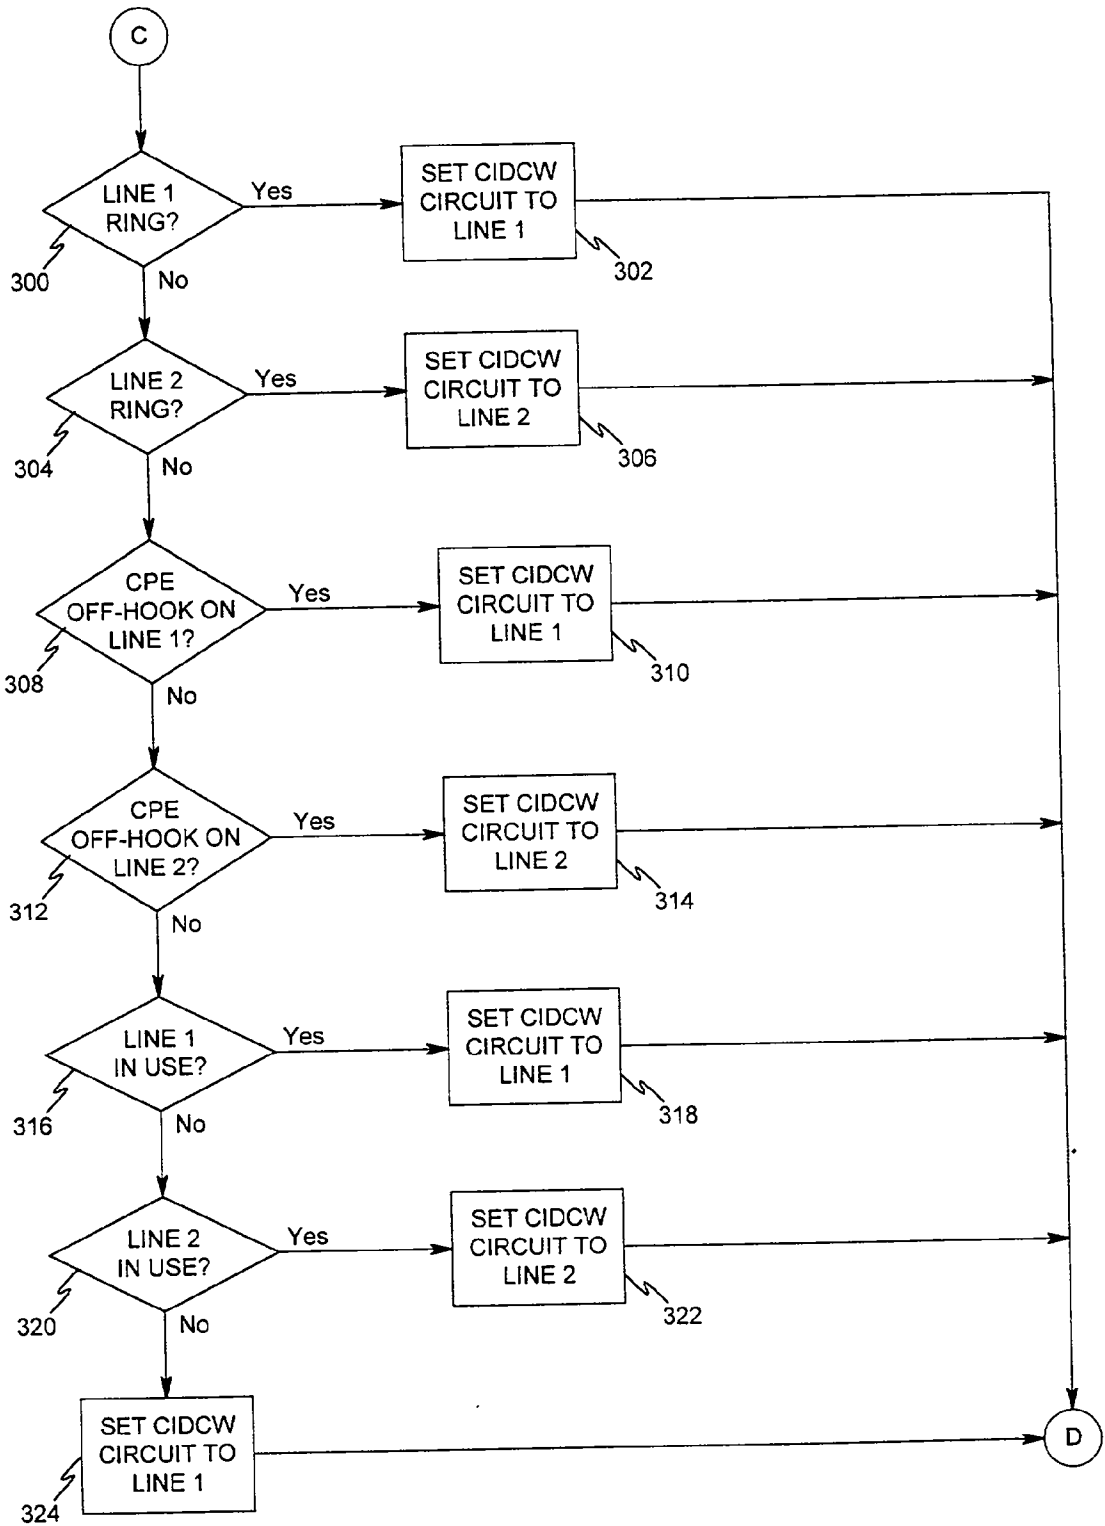 C
LINE 1
RING?
Yes
SET CIDCW
CIRCUIT TO
LINE 1
300
No
302
LINE 2
RING?
Yes
SET CIDCW
CIRCUIT TO
LINE 2
304
No
306
CPE
OFF-HOOK ON
LINE 1?
Yes
SET CIDCW
CIRCUIT TO
LINE 1
308
No
310
CPE
OFF-HOOK ON
LINE 2?
Yes
SET CIDCW
CIRCUIT TO
LINE 2
312
No
314
LINE 1
IN USE?
Yes
SET CIDCW
CIRCUIT TO
LINE 1
316
No
318
LINE 2
IN USE?
Yes
SET CIDCW
CIRCUIT TO
LINE 2
320
No
322
SET CIDCW
CIRCUIT TO
LINE 1
324
D